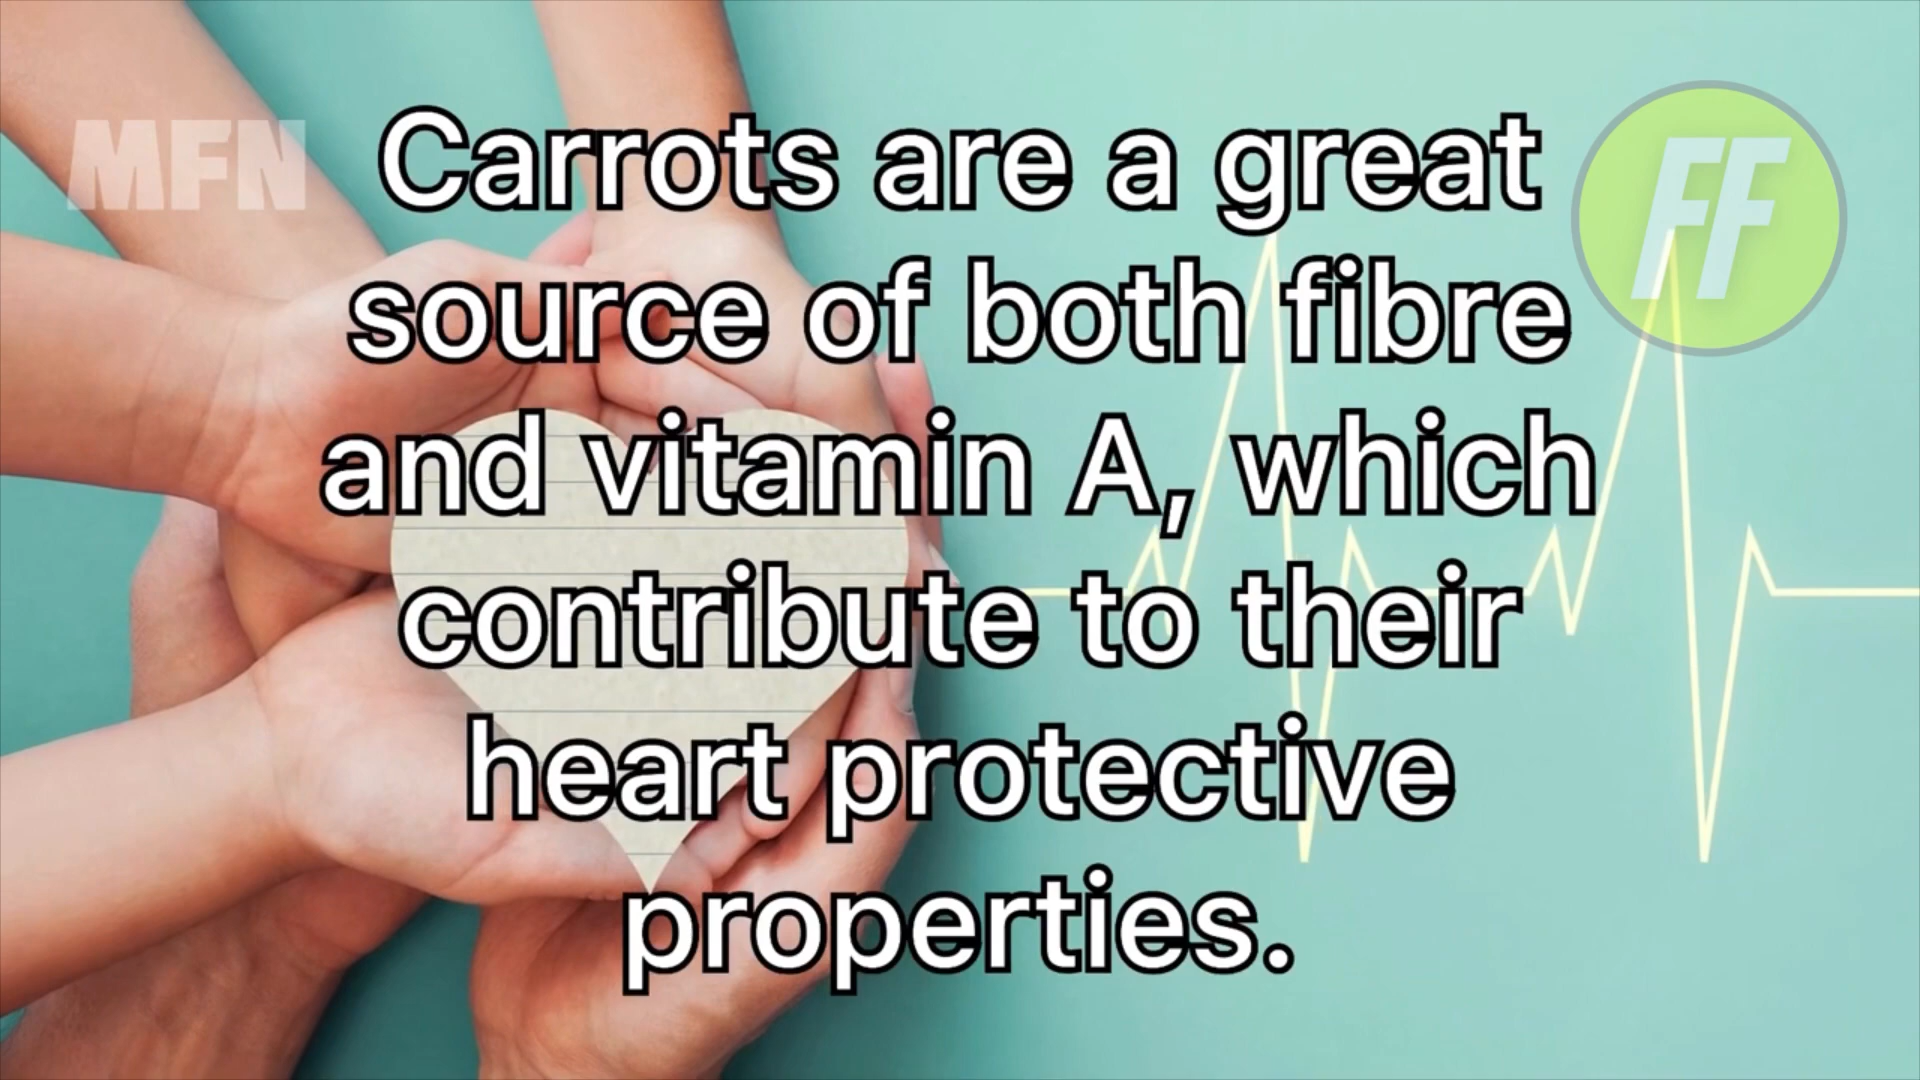 MFN
FF
Carrots are a great
source of both fibre
and vitamin A, which
contribute to their
heart protective
properties.